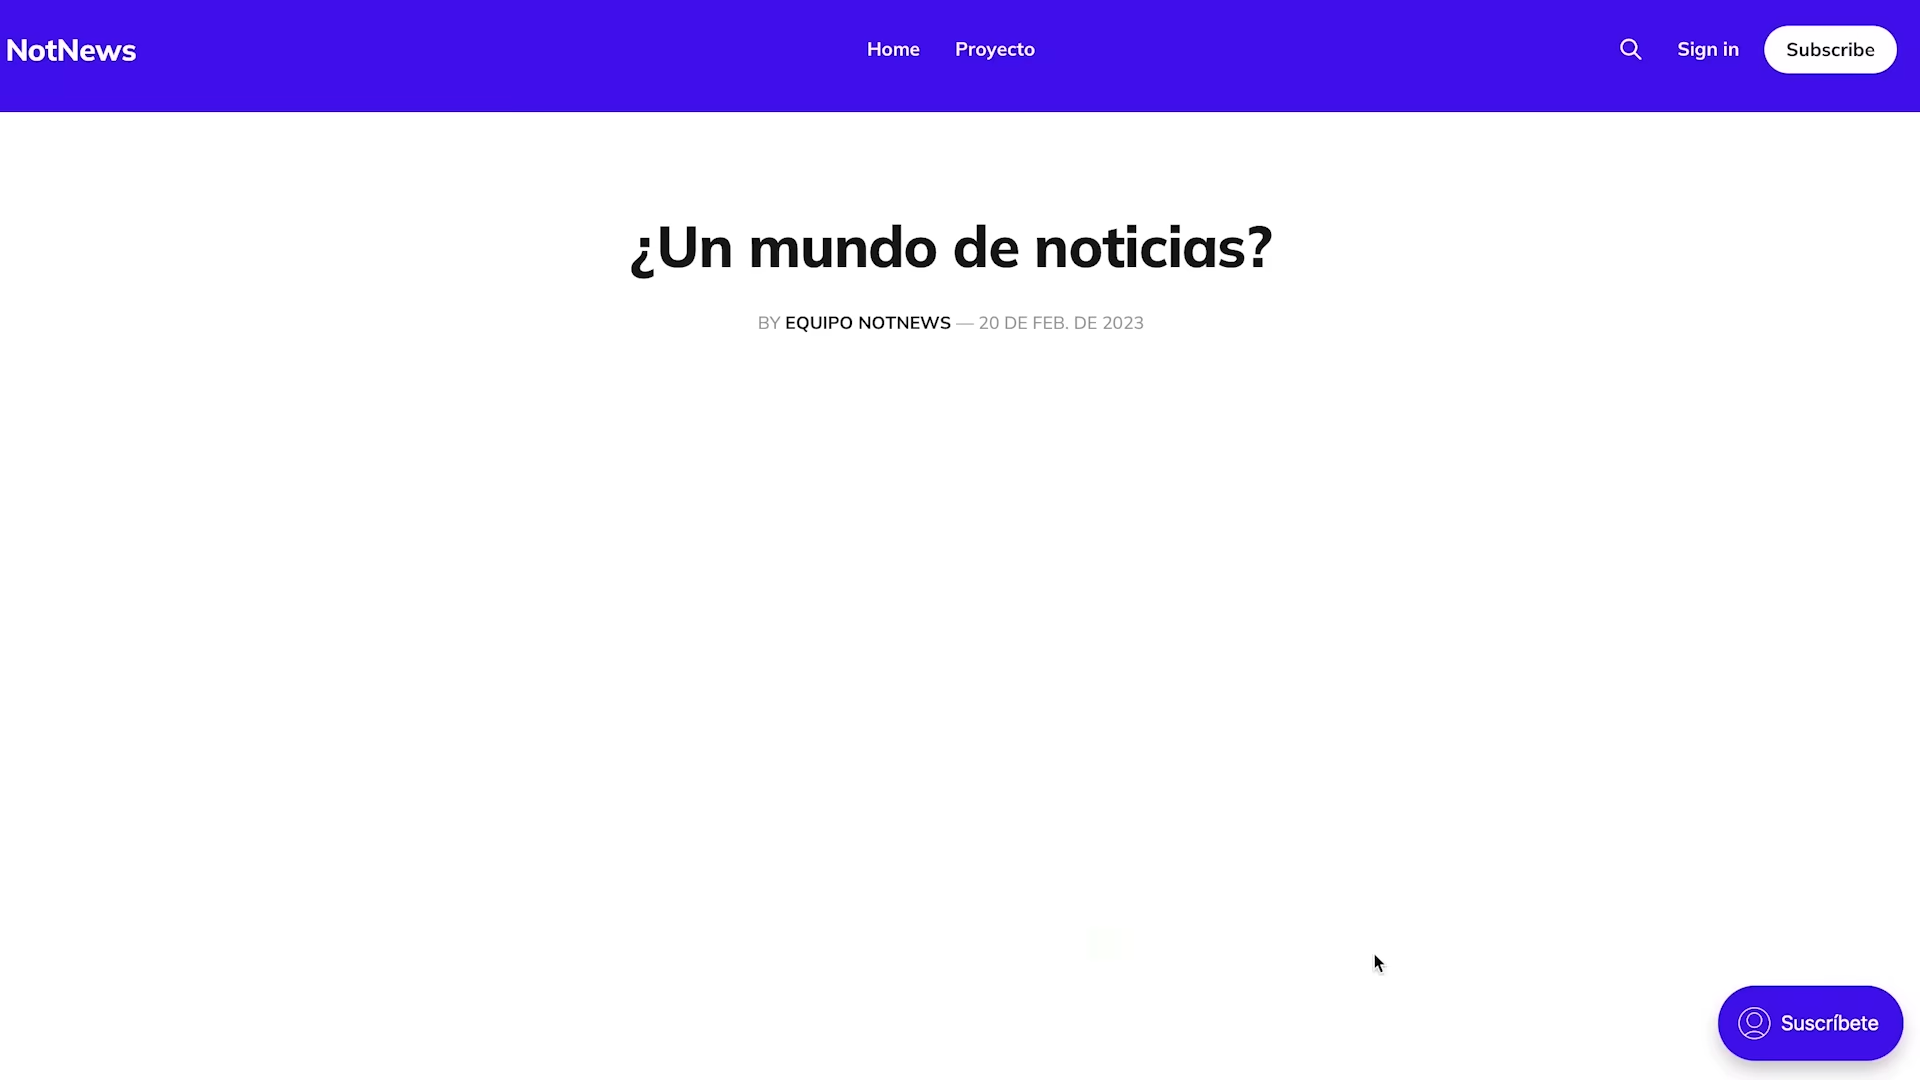 NotNews
Home Proyecto
Sign in Subscribe
¿Un mundo de noticias?
BY EQUIPO NOTNEWS — 20 DE FEB. DE 2023
Suscríbete